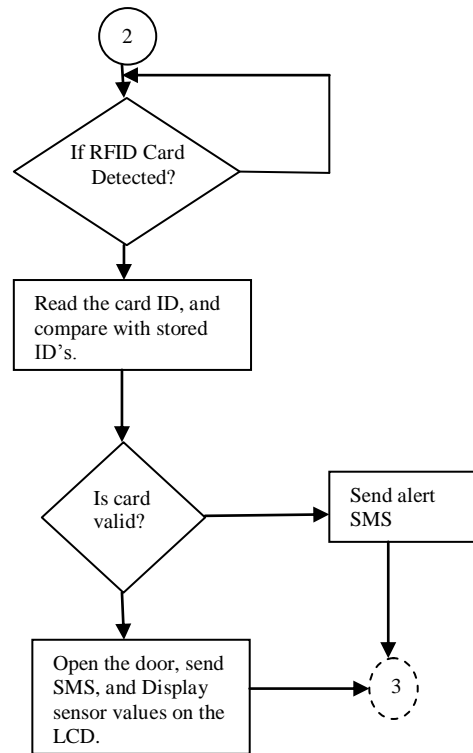 2
If RFID Card
Detected?
Read the card ID, and
compare with stored
ID’s.
Is card
valid?
Send alert
SMS
Open the door, send
SMS, and Display
sensor values on the
LCD.
3